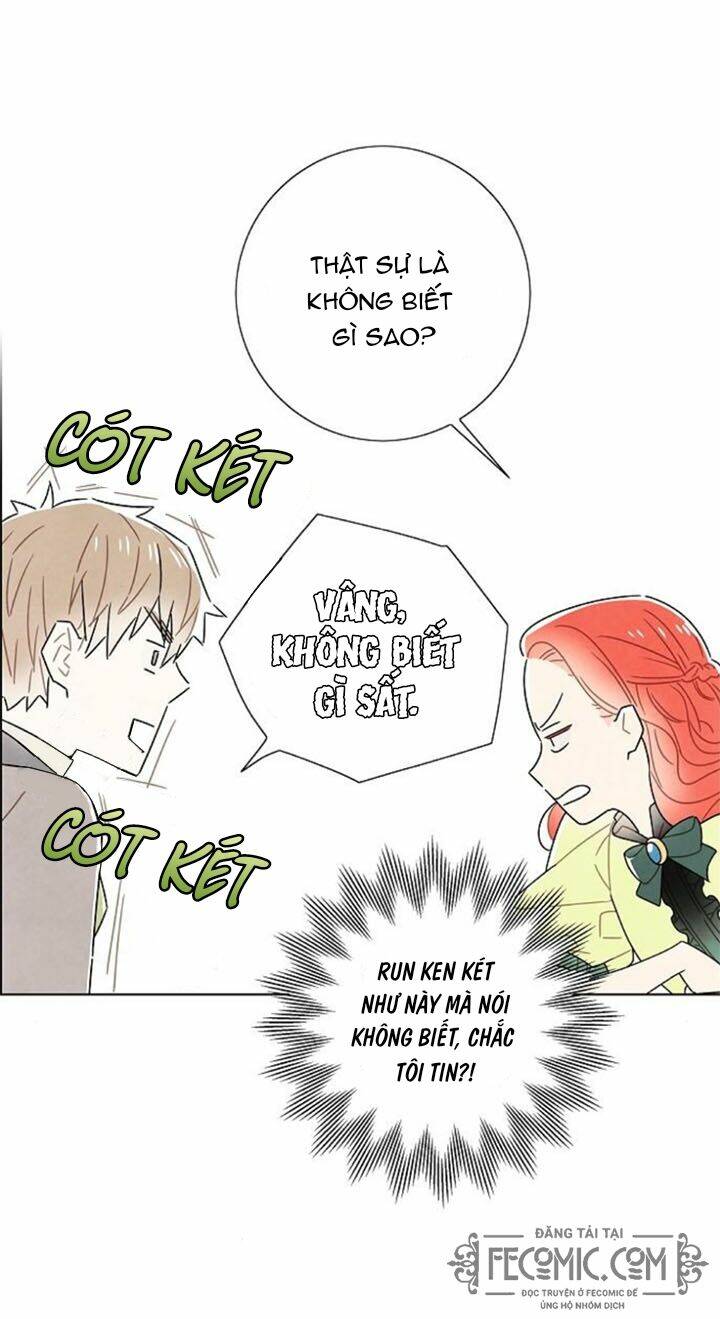 THẬT SỰ LÀ
KHÔNG BIẾT
GÌ SAO?
CÓT KÉT
VÂNG,
KHÔNG BIẾT
GÌ SẤT.
CÓT KÉT
RUN KEN KÉT
NHƯ NÀY MÀ NÓI
KHÔNG BIẾT, CHẮC
TÔI TIN?!
ĐĂNG TẢI TẠI
FECOMIC.COM
ĐỌC TRUYỆN Ở FECOMIC ĐỂ
ỦNG HỘ NHÓM DỊCH